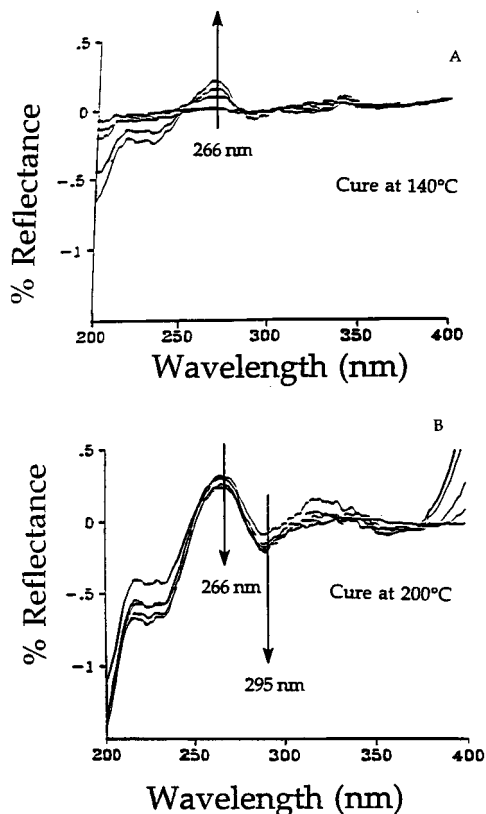 A
.5
0
-.5
-1
% Reflectance
266 nm
Cure at 140°C
200 250 300 350 400
Wavelength (nm)
B
.5
0
-.5
-1
% Reflectance
266 nm
Cure at 200°C
295 nm
200 250 300 350 400
Wavelength (nm)